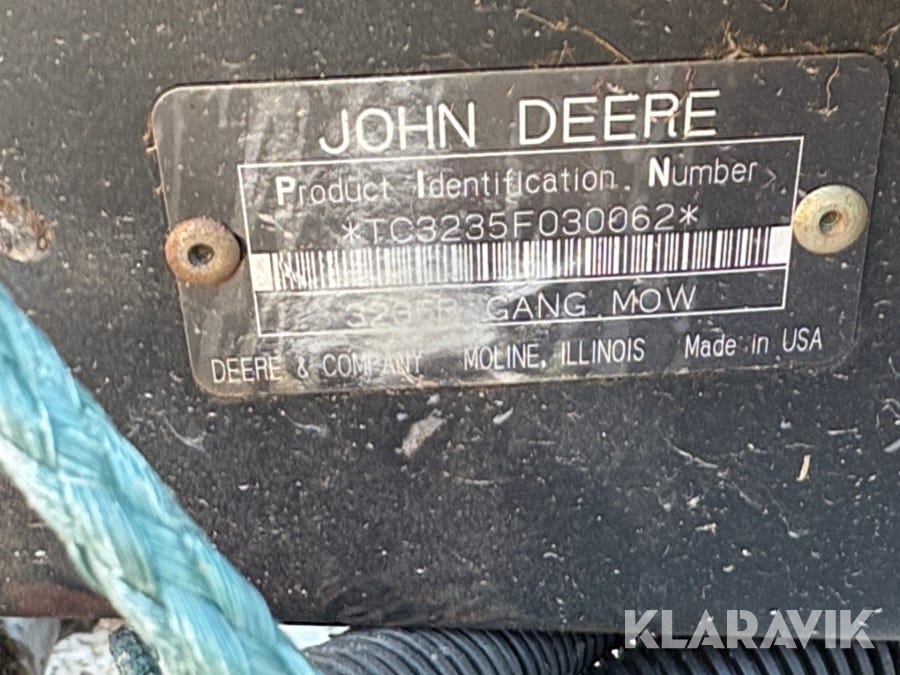 JOHN DEERE
Product Identification Number
*TC3235F030062*
GANG MOW
DEERE & COMPANY MOLINE, ILLINOIS Made in USA
KLARAVIK